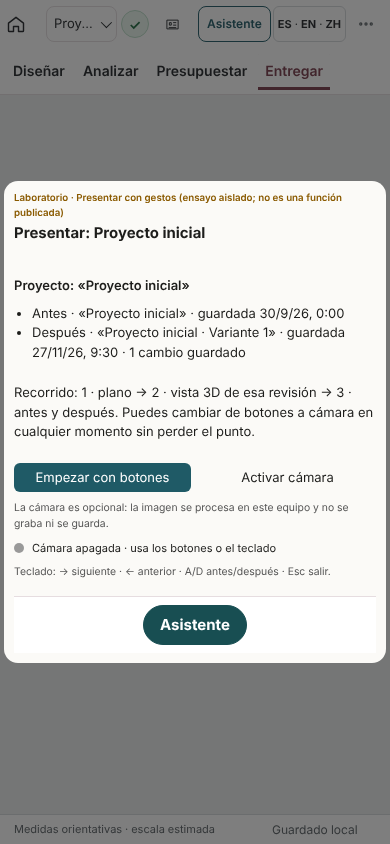 Proy...
Asistente
ES · EN · ZH
Diseñar Analizar Presupuestar Entregar
Laboratorio · Presentar con gestos (ensayo aislado; no es una función
publicada)
Presentar: Proyecto inicial
Proyecto: «Proyecto inicial»
• Antes · «Proyecto inicial» · guardada 30/9/26, 0:00
• Después · «Proyecto inicial · Variante 1» · guardada
27/11/26, 9:30 · 1 cambio guardado
Recorrido: 1 · plano → 2 · vista 3D de esa revisión → 3 ·
antes y después. Puedes cambiar de botones a cámara en
cualquier momento sin perder el punto.
Empezar con botones
Activar cámara
La cámara es opcional: la imagen se procesa en este equipo y no se
graba ni se guarda.
Cámara apagada · usa los botones o el teclado
Teclado: → siguiente · ← anterior · A/D antes/después · Esc salir.
Asistente
Medidas orientativas · escala estimada
Guardado local